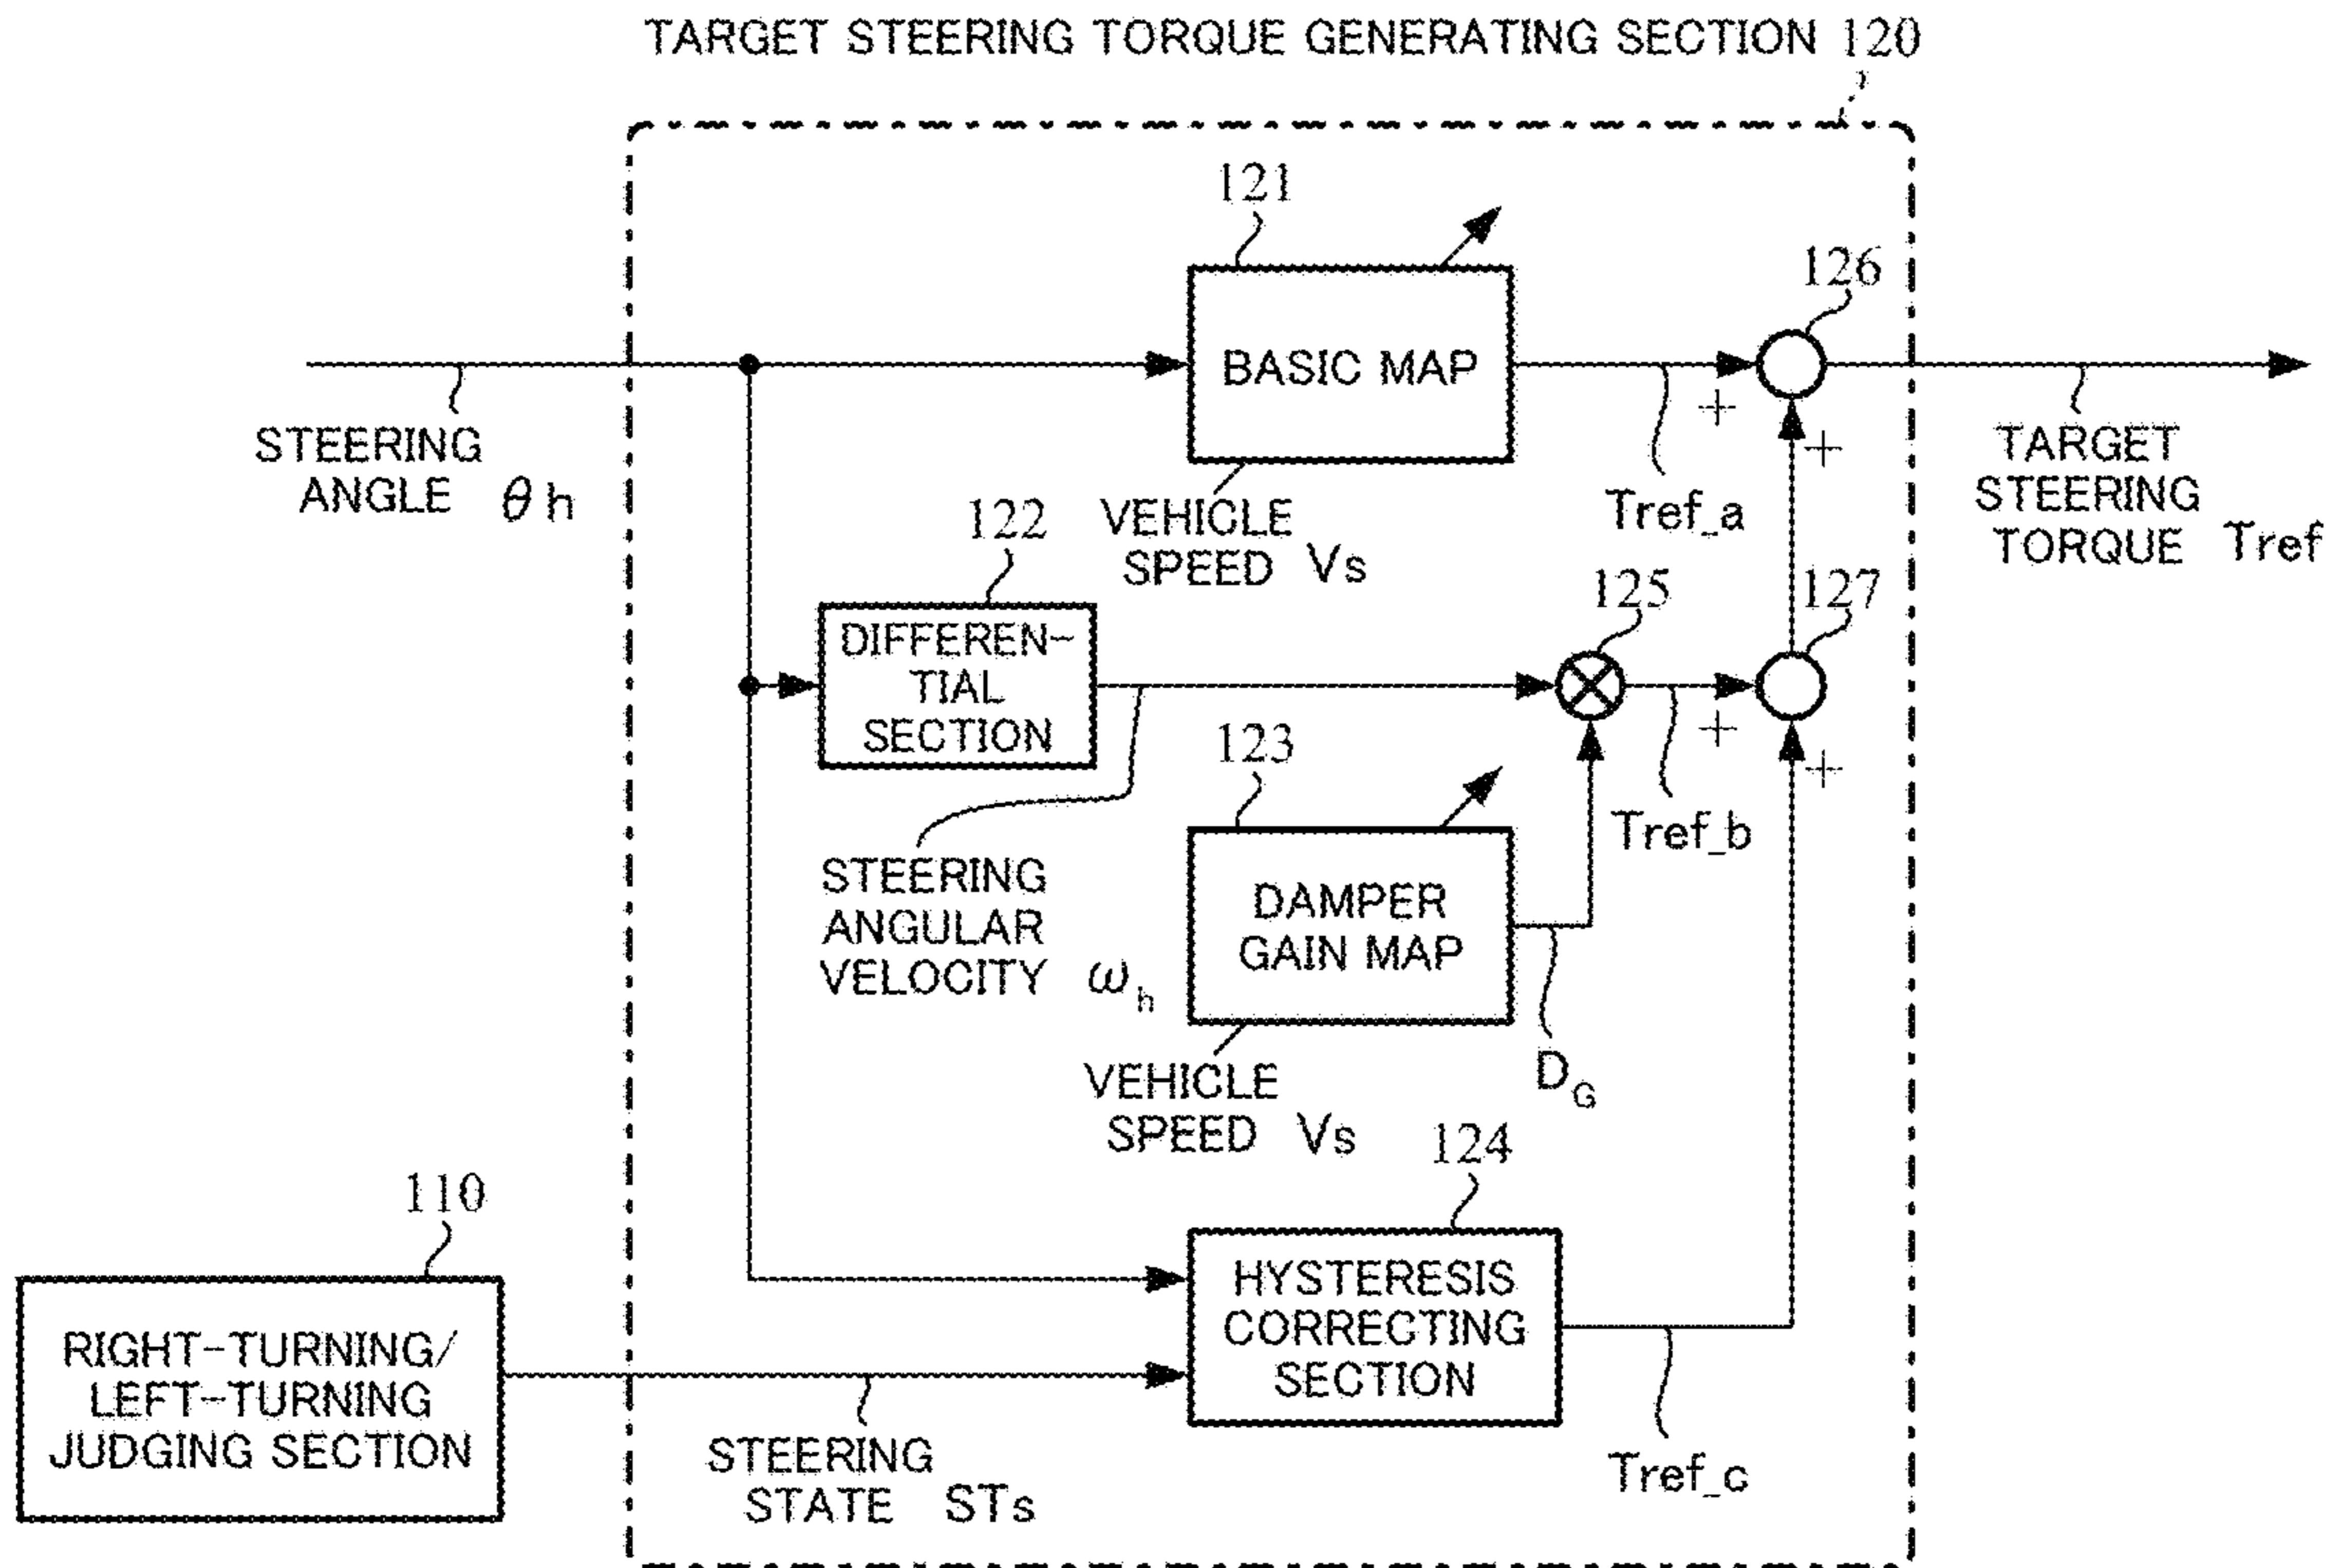 TARGET STEERING TORQUE GENERATING SECTION 120
121
126
BASIC MAP
+
+
STEERING
ANGLE θh
Tref_a
TARGET
STEERING
TORQUE Tref
VEHICLE
SPEED Vs
122
125
127
DIFFEREN-
TIAL
SECTION
+
+
123
Tref_b
STEERING
ANGULAR
VELOCITY ωh
DAMPER
GAIN MAP
DG
VEHICLE
SPEED Vs
124
110
HYSTERESIS
CORRECTING
SECTION
RIGHT-TURNING/
LEFT-TURNING
JUDGING SECTION
STEERING
STATE STs
Tref_c